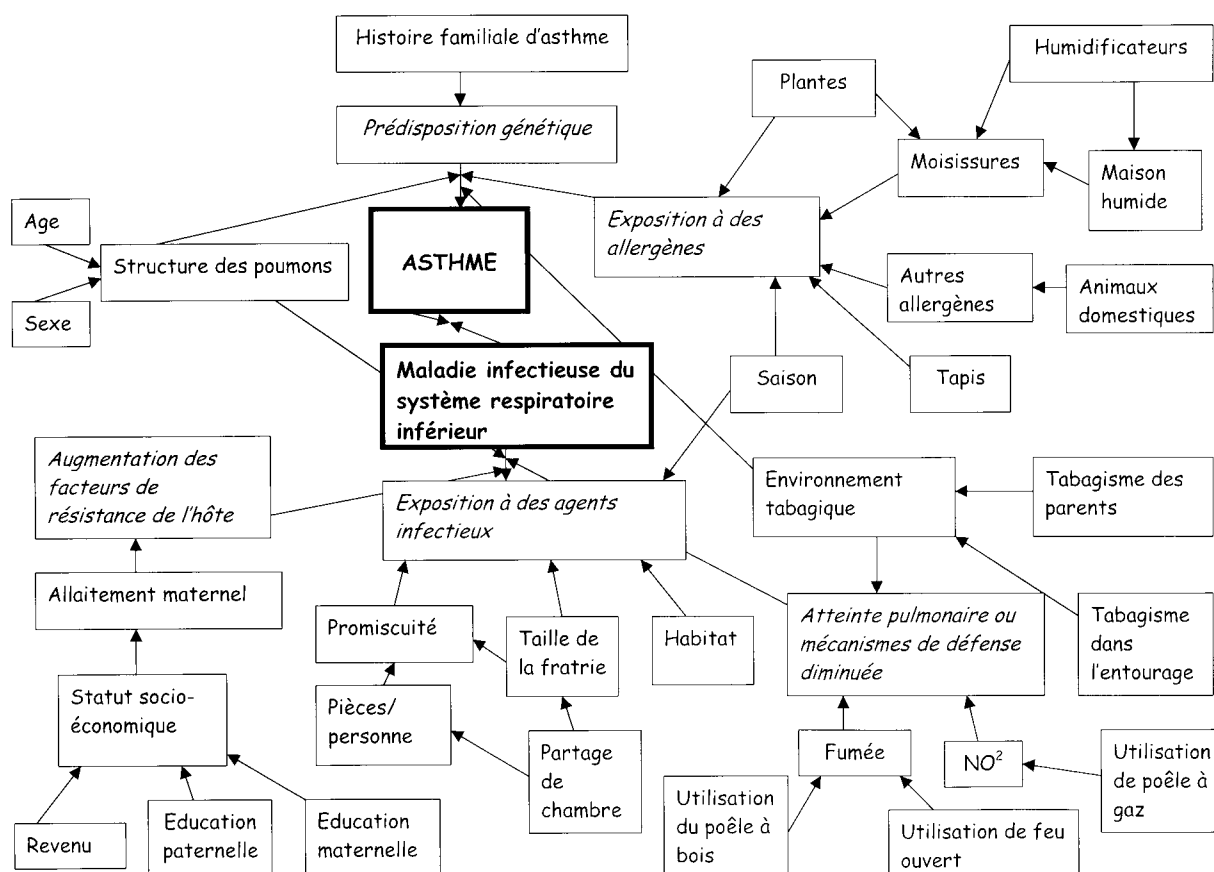 Histoire familiale d'asthme
Humidificateurs
Plantes
Prédisposition génétique
Moisissures
Maison
humide
Age
Exposition à des
allergènes
Structure des poumons
ASTHME
Autres
allergènes
Animaux
domestiques
Sexe
Maladie infectieuse du
système respiratoire
inférieur
Saison
Tapis
Augmentation des
facteurs de
résistance de l'hôte
Exposition à des agents
infectieux
Environnement
tabagique
Tabagisme des
parents
Allaitement maternel
Promiscuité
Taille de
la fratrie
Habitat
Atteinte pulmonaire ou
mécanismes de défense
diminuée
Tabagisme
dans
l'entourage
Statut socio-
économique
Pièces/
personne
Partage
de
chambre
Fumée
NO²
Utilisation
de poêle à
gaz
Revenu
Education
paternelle
Education
maternelle
Utilisation
du poêle à
bois
Utilisation de feu
ouvert